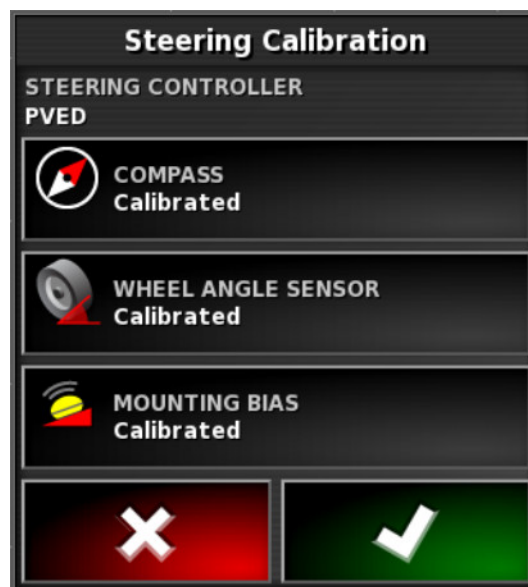 Steering Calibration
STEERING CONTROLLER
PVED
COMPASS
Calibrated
WHEEL ANGLE SENSOR
Calibrated
MOUNTING BIAS
Calibrated